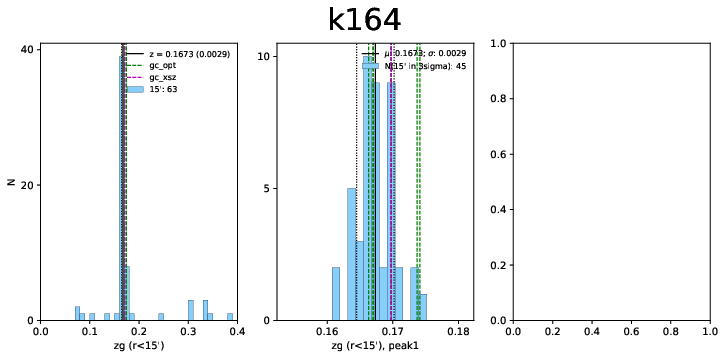 k164
40
20
0
N
0.0 0.1 0.2 0.3 0.4
zg (r<15')
z = 0.1673 (0.0029)
gc_opt
gc_xsz
15': 63
10
5
0
0.16 0.17 0.18
zg (r<15'), peak1
μ: 0.1673; σ: 0.0029
N(15' in 3sigma): 45
1.0
0.8
0.6
0.4
0.2
0.0
0.0 0.2 0.4 0.6 0.8 1.0